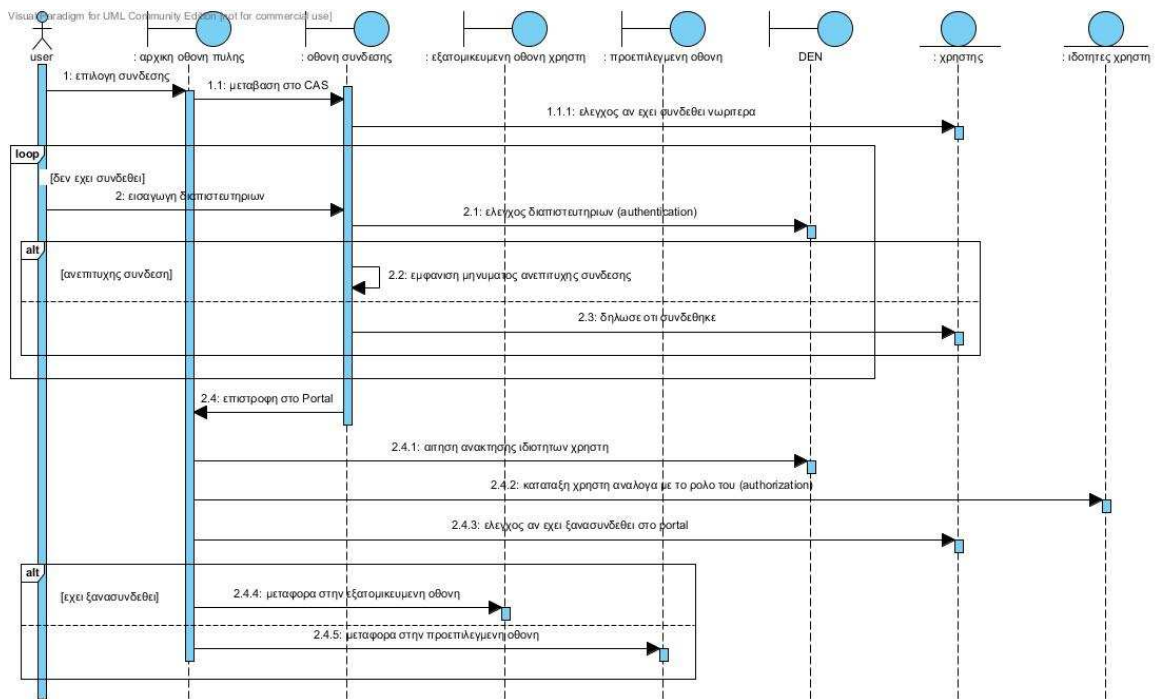 Visual Paradigm for UML Community Edition [not for commercial use]
user
: αρχικη οθονη πυλης
: οθονη συνδεσης
: εξατομικευμενη οθονη χρηστη
: προεπιλεγμενη οθονη
DEN
: χρηστης
: ιδοτητες χρηστη
1: επιλογη συνδεσης
1.1: μεταβαση στο CAS
1.1.1: ελεγχος αν εχει συνδεθει νωριτερα
loop
[δεν εχει συνδεθει]
2: εισαγωγη διαπιστευτηριων
2.1: ελεγχος διαπιστευτηριων (authentication)
alt
[ανεπιτυχης συνδεση]
2.2: εμφανιση μηνυματος ανεπιτυχης συνδεσης
2.3: δηλωσε οτι συνδεθηκε
2.4: επιστροφη στο Portal
2.4.1: αιτηση ανακτησης ιδιοτητων χρηστη
2.4.2: καταταξη χρηστη αναλογα με το ρολο του (authorization)
2.4.3: ελεγχος αν εχει ξανασυνδεθει στο portal
alt
[εχει ξανασυνδεθει]
2.4.4: μεταφορα στην εξατομικευμενη οθονη
2.4.5: μεταφορα στην προεπιλεγμενη οθονη